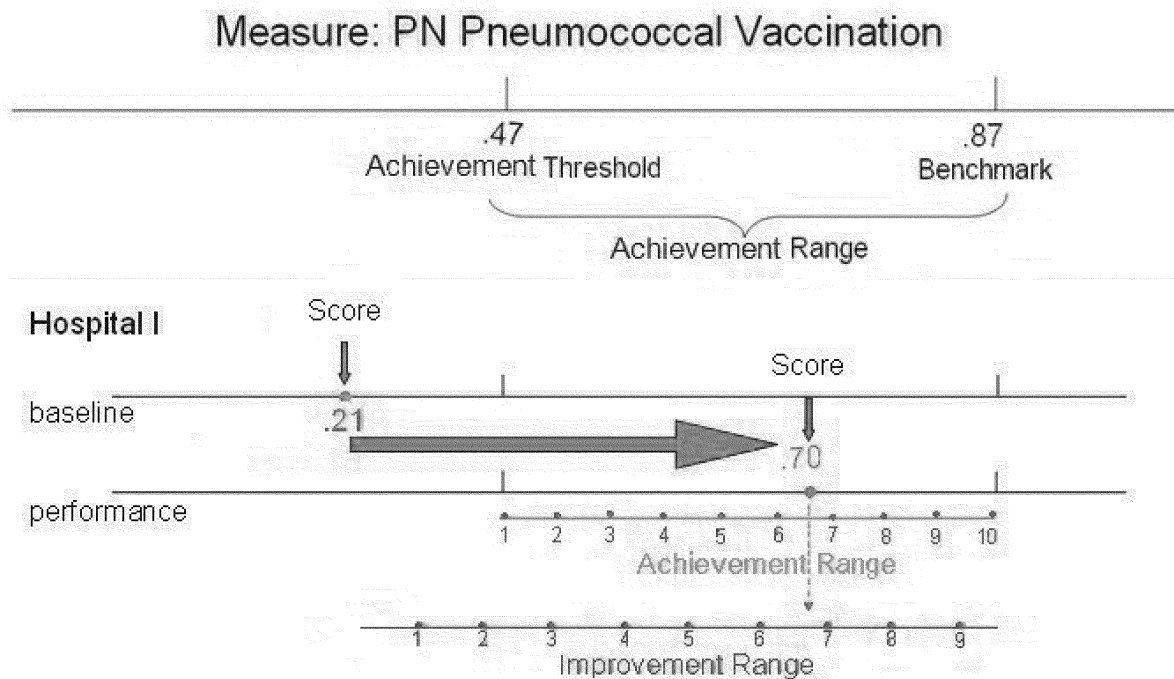 Measure: PN Pneumococcal Vaccination
.47 .87
Achievement Threshold Benchmark
Achievement Range
Hospital I Score
Score
baseline
.21
.70
performance
1 2 3 4 5 6 7 8 9 10
Achievement Range
1 2 3 4 5 6 7 8 9
Improvement Range